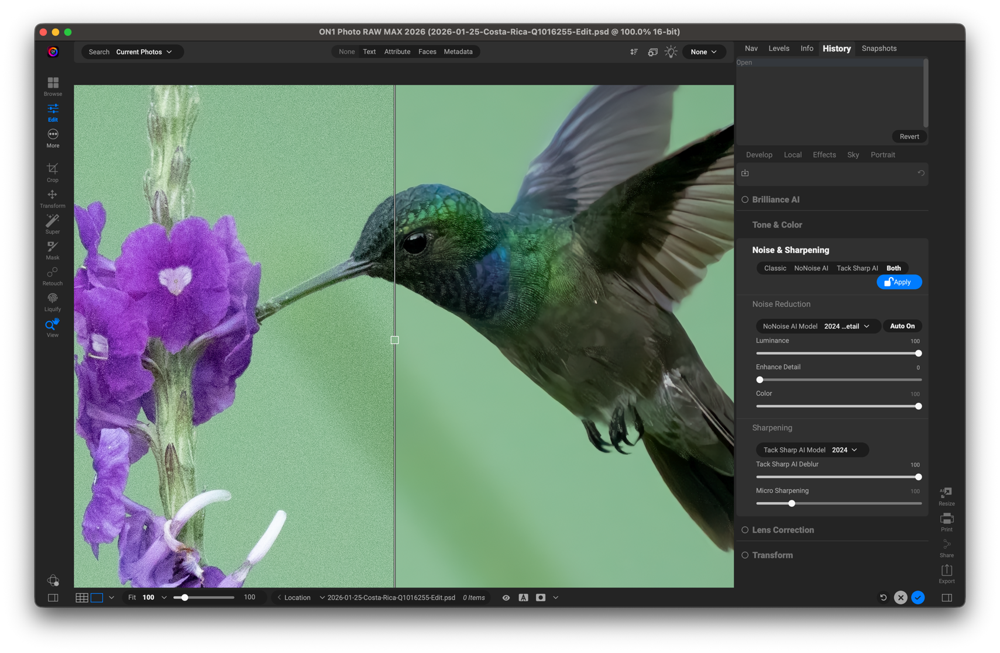 ON1 Photo RAW MAX 2026 (2026-01-25-Costa-Rica-Q1016255-Edit.psd @ 100.0% 16-bit)
Search Current Photos
None Text Attribute Faces Metadata
None
Nav Levels Info History Snapshots
Open
Revert
Browse
Edit
More
Crop
Transform
Super
Mask
Retouch
Liquify
View
Develop Local Effects Sky Portrait
Brilliance AI
Tone & Color
Noise & Sharpening
Classic NoNoise AI Tack Sharp AI Both
Apply
Noise Reduction
NoNoise AI Model 2024 ...etail Auto On
Luminance 100
Enhance Detail 0
Color 100
Sharpening
Tack Sharp AI Model 2024
Tack Sharp AI Deblur 100
Micro Sharpening 100
Lens Correction
Transform
AI
Resize
Print
Share
Export
Fit 100 100 Location 2026-01-25-Costa-Rica-Q1016255-Edit.psd 0 Items A